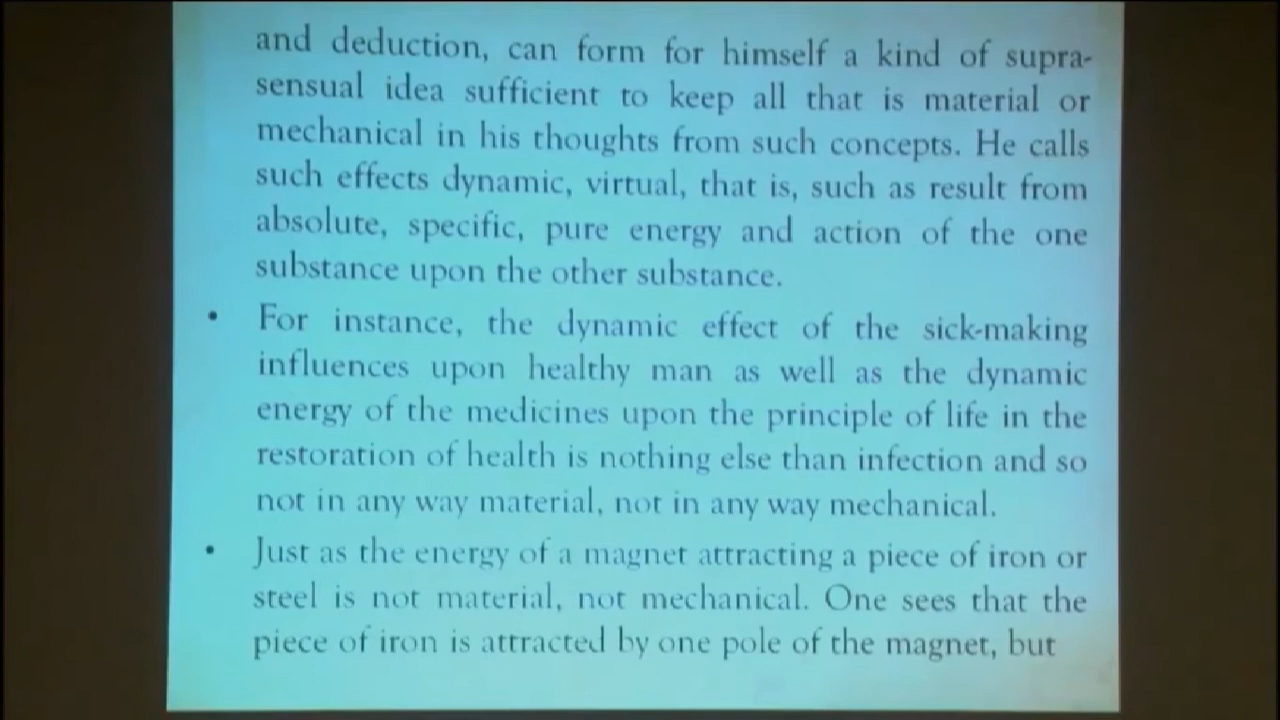 and deduction, can form for himself a kind of supra-
sensual idea sufficient to keep all that is material or
mechanical in his thoughts from such concepts. He calls
such effects dynamic, virtual, that is, such as result from
absolute, specific, pure energy and action of the one
substance upon the other substance.
• For instance, the dynamic effect of the sick-making
influences upon healthy man as well as the dynamic
energy of the medicines upon the principle of life in the
restoration of health is nothing else than infection and so
not in any way material, not in any way mechanical.
• Just as the energy of a magnet attracting a piece of iron or
steel is not material, not mechanical. One sees that the
piece of iron is attracted by one pole of the magnet, but